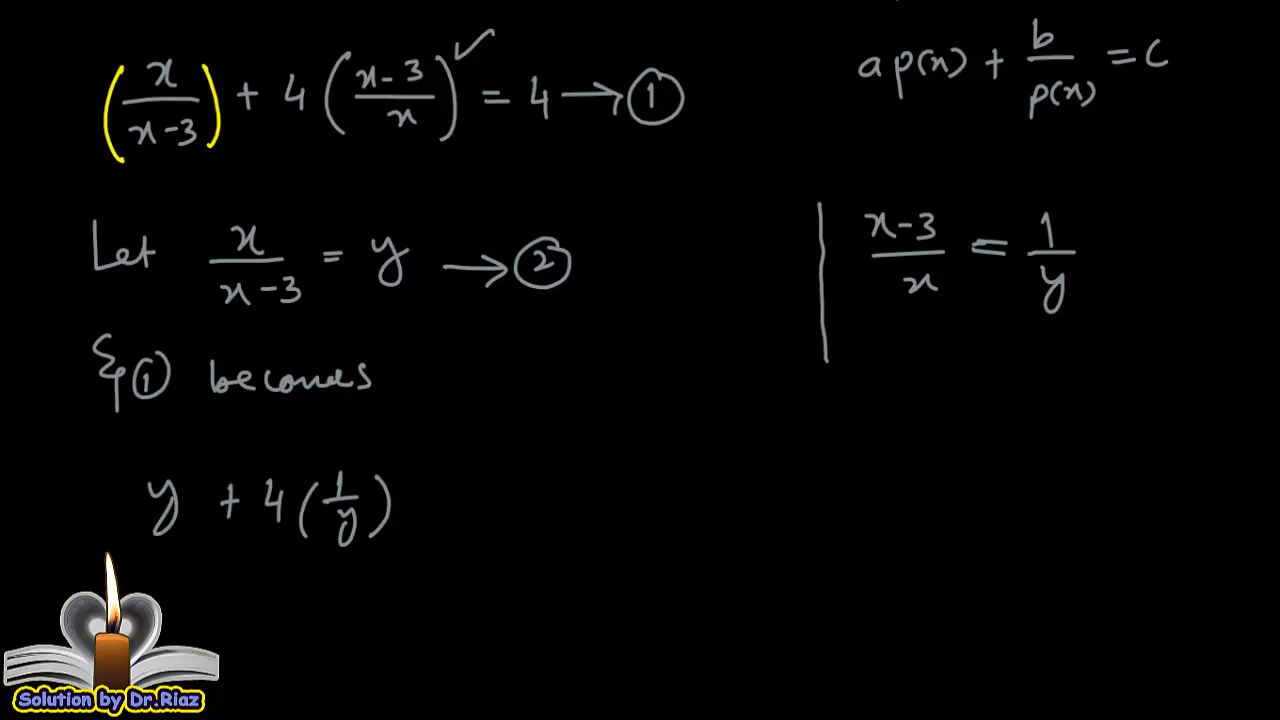 (x/(x-3)) + 4 ((x-3)/x) ✓ = 4 → ①
a p(x) + b/p(x) = c
Let x/(x-3) = y → ②
(x-3)/x = 1/y
Eq ① becomes
y + 4 (1/y)
Solution by Dr.Riaz